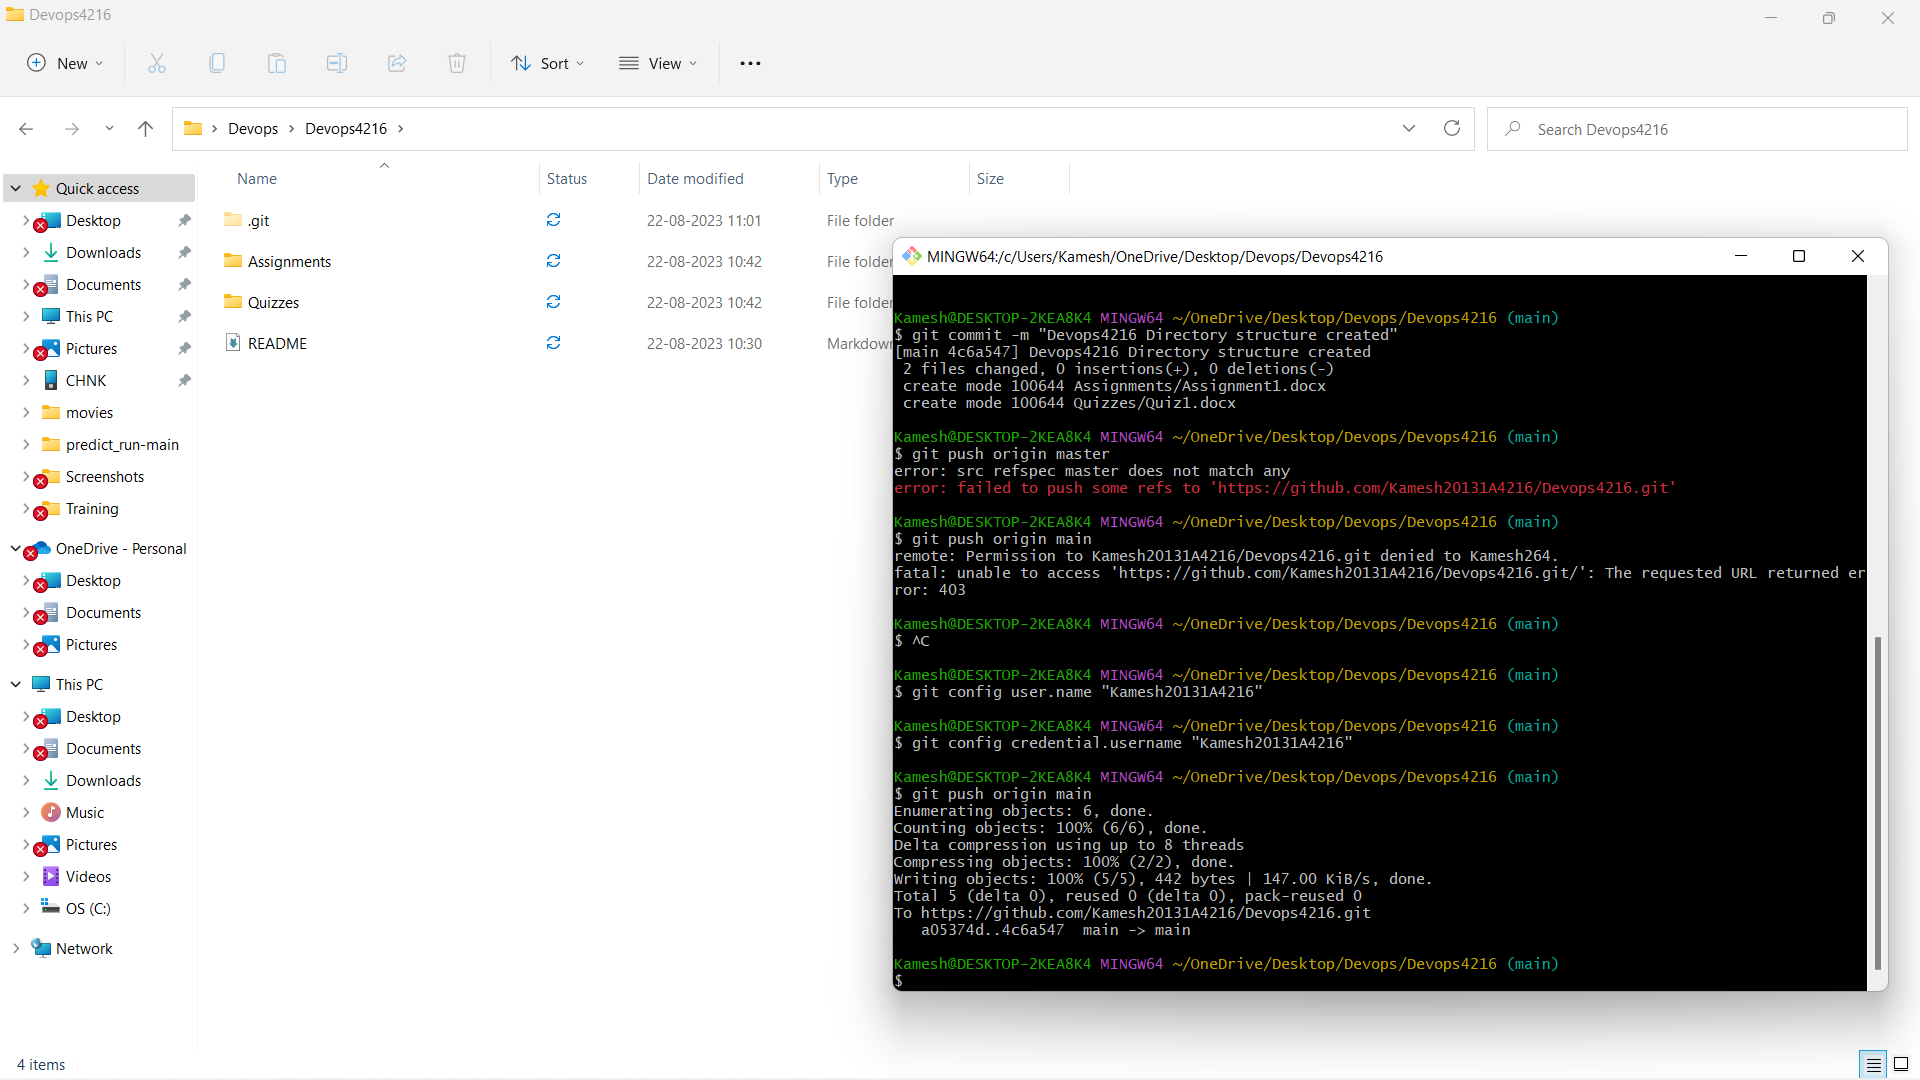 Devops4216
New
Sort
View
Devops > Devops4216 >
Search Devops4216
Name Status Date modified Type Size
Quick access
Desktop
Downloads
Documents
This PC
Pictures
CHNK
movies
predict_run-main
Screenshots
Training
OneDrive - Personal
Desktop
Documents
Pictures
This PC
Desktop
Documents
Downloads
Music
Pictures
Videos
OS (C:)
Network
.git 22-08-2023 11:01 File folder
Assignments 22-08-2023 10:42 File folder
Quizzes 22-08-2023 10:42 File folder
README 22-08-2023 10:30 Markdown
MINGW64:/c/Users/Kamesh/OneDrive/Desktop/Devops/Devops4216
Kamesh@DESKTOP-2KEA8K4 MINGW64 ~/OneDrive/Desktop/Devops/Devops4216 (main)
$ git commit -m "Devops4216 Directory structure created"
[main 4c6a547] Devops4216 Directory structure created
2 files changed, 0 insertions(+), 0 deletions(-)
create mode 100644 Assignments/Assignment1.docx
create mode 100644 Quizzes/Quiz1.docx
Kamesh@DESKTOP-2KEA8K4 MINGW64 ~/OneDrive/Desktop/Devops/Devops4216 (main)
$ git push origin master
error: src refspec master does not match any
error: failed to push some refs to 'https://github.com/Kamesh20131A4216/Devops4216.git'
Kamesh@DESKTOP-2KEA8K4 MINGW64 ~/OneDrive/Desktop/Devops/Devops4216 (main)
$ git push origin main
remote: Permission to Kamesh20131A4216/Devops4216.git denied to Kamesh264.
fatal: unable to access 'https://github.com/Kamesh20131A4216/Devops4216.git/': The requested URL returned er
ror: 403
Kamesh@DESKTOP-2KEA8K4 MINGW64 ~/OneDrive/Desktop/Devops/Devops4216 (main)
$ ^C
Kamesh@DESKTOP-2KEA8K4 MINGW64 ~/OneDrive/Desktop/Devops/Devops4216 (main)
$ git config user.name "Kamesh20131A4216"
Kamesh@DESKTOP-2KEA8K4 MINGW64 ~/OneDrive/Desktop/Devops/Devops4216 (main)
$ git config credential.username "Kamesh20131A4216"
Kamesh@DESKTOP-2KEA8K4 MINGW64 ~/OneDrive/Desktop/Devops/Devops4216 (main)
$ git push origin main
Enumerating objects: 6, done.
Counting objects: 100% (6/6), done.
Delta compression using up to 8 threads
Compressing objects: 100% (2/2), done.
Writing objects: 100% (5/5), 442 bytes | 147.00 KiB/s, done.
Total 5 (delta 0), reused 0 (delta 0), pack-reused 0
To https://github.com/Kamesh20131A4216/Devops4216.git
a05374d..4c6a547 main -> main
Kamesh@DESKTOP-2KEA8K4 MINGW64 ~/OneDrive/Desktop/Devops/Devops4216 (main)
$
4 items